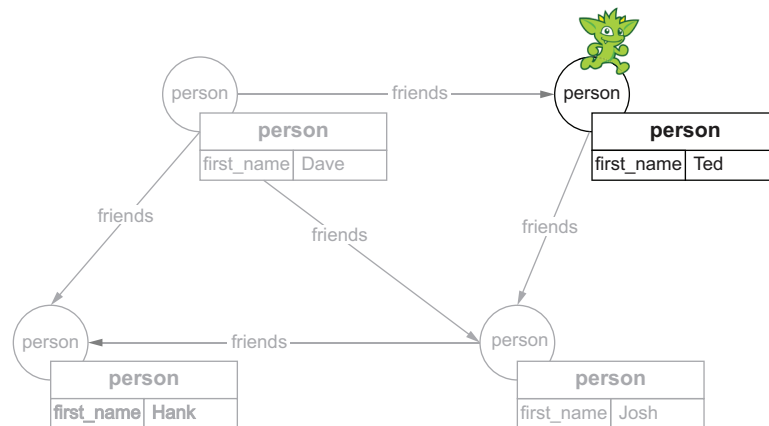 person
friends
person
person
first_name Dave
person
first_name Ted
friends
friends
friends
person
friends
person
person
first_name Hank
person
first_name Josh